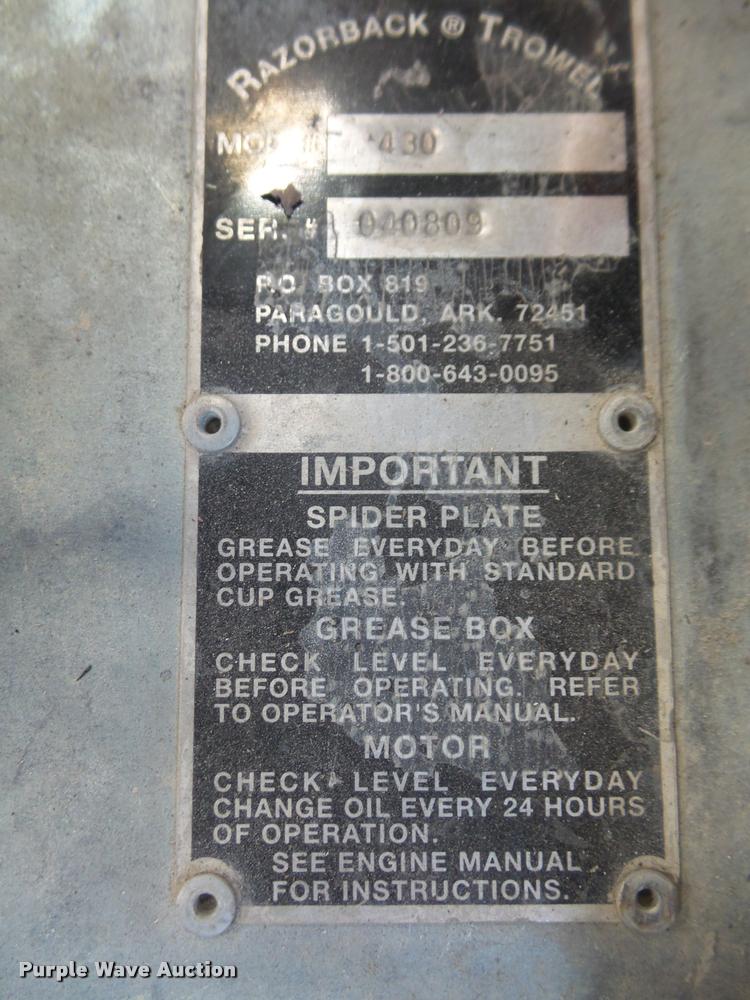 RAZORBACK ® TROWEL
MODEL# 430
SER. # 040809
P.O. BOX 819
PARAGOULD, ARK. 72451
PHONE 1-501-236-7751
1-800-643-0095
IMPORTANT
SPIDER PLATE
GREASE EVERYDAY BEFORE
OPERATING WITH STANDARD
CUP GREASE.
GREASE BOX
CHECK LEVEL EVERYDAY
BEFORE OPERATING. REFER
TO OPERATOR'S MANUAL.
MOTOR
CHECK LEVEL EVERYDAY
CHANGE OIL EVERY 24 HOURS
OF OPERATION.
SEE ENGINE MANUAL
FOR INSTRUCTIONS.
Purple Wave Auction